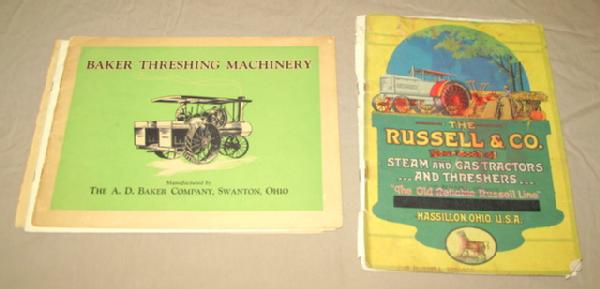 BAKER THRESHING MACHINERY
Manufactured by
THE A. D. BAKER COMPANY, SWANTON, OHIO
THE
RUSSELL & CO.
STEAM AND GAS TRACTORS
... AND THRESHERS ...
"The Old Reliable Russell Line"
MASSILLON, OHIO. U.S.A.